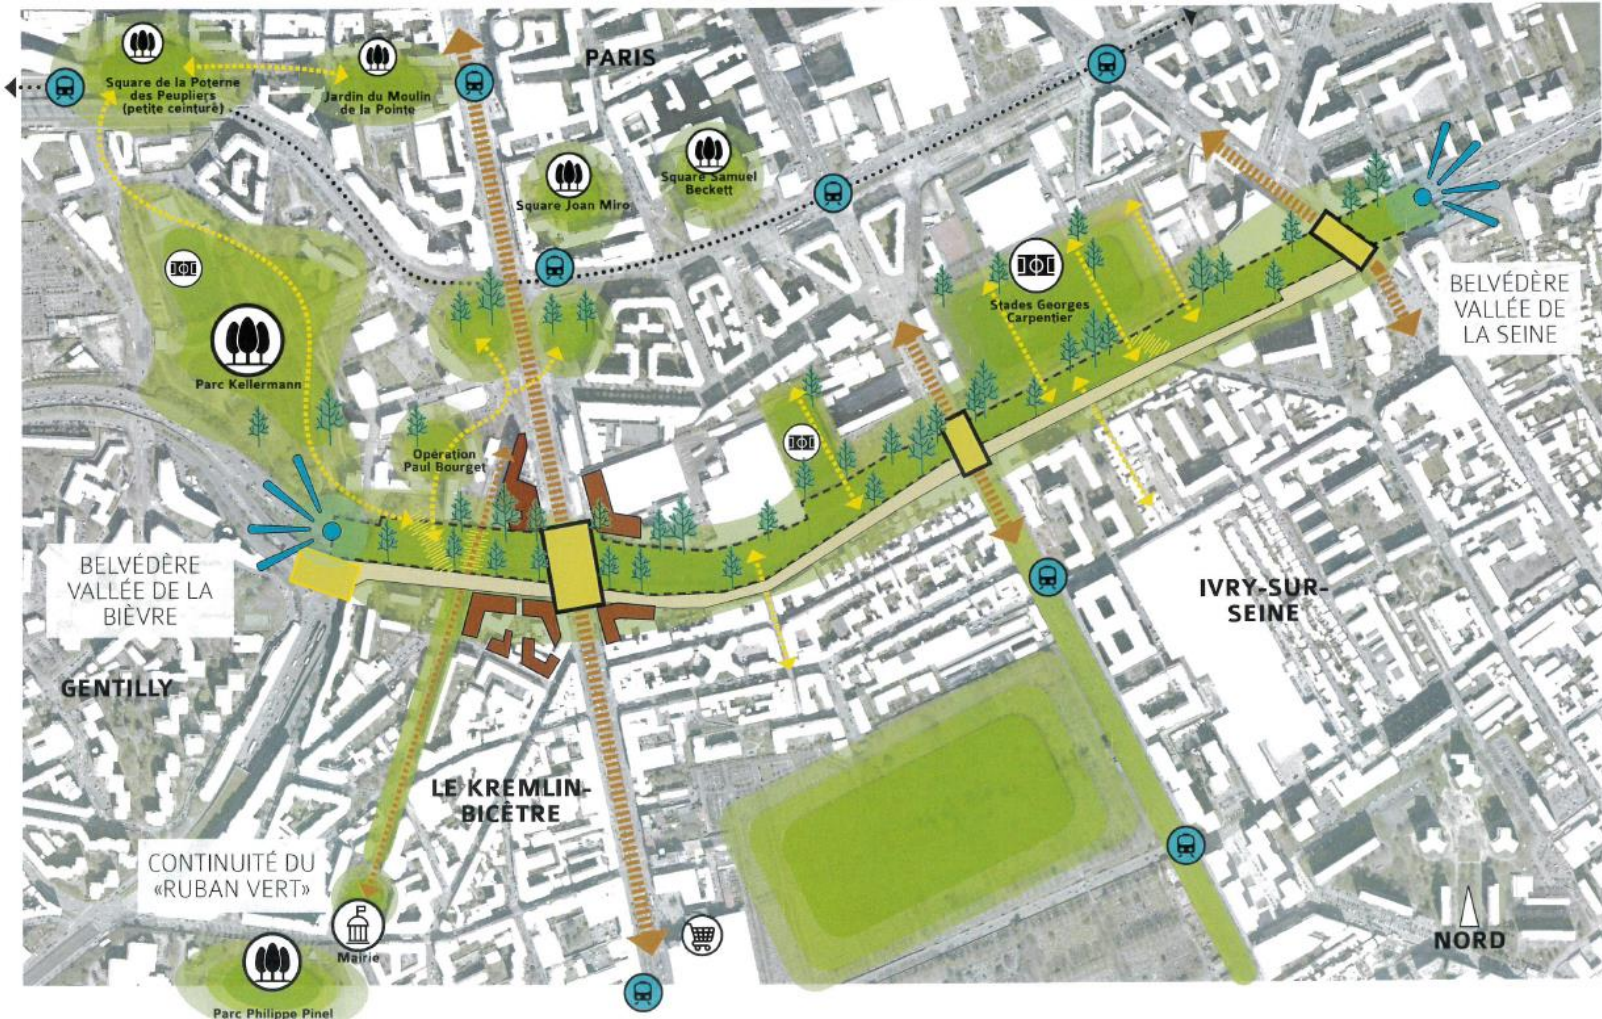 PARIS
Square de la Poterne
des Peupliers
(petite ceinture)
Jardin du Moulin
de la Pointe
Square Samuel
Beckett
Square Joan Miro
Stades Georges
Carpentier
BELVÉDÈRE
VALLÉE DE
LA SEINE
Parc Kellermann
Opération
Paul Bourget
BELVÉDÈRE
VALLÉE DE LA
BIÈVRE
IVRY-SUR-
SEINE
GENTILLY
LE KREMLIN-
BICÊTRE
CONTINUITÉ DU
«RUBAN VERT»
Mairie
NORD
Parc Philippe Pinel